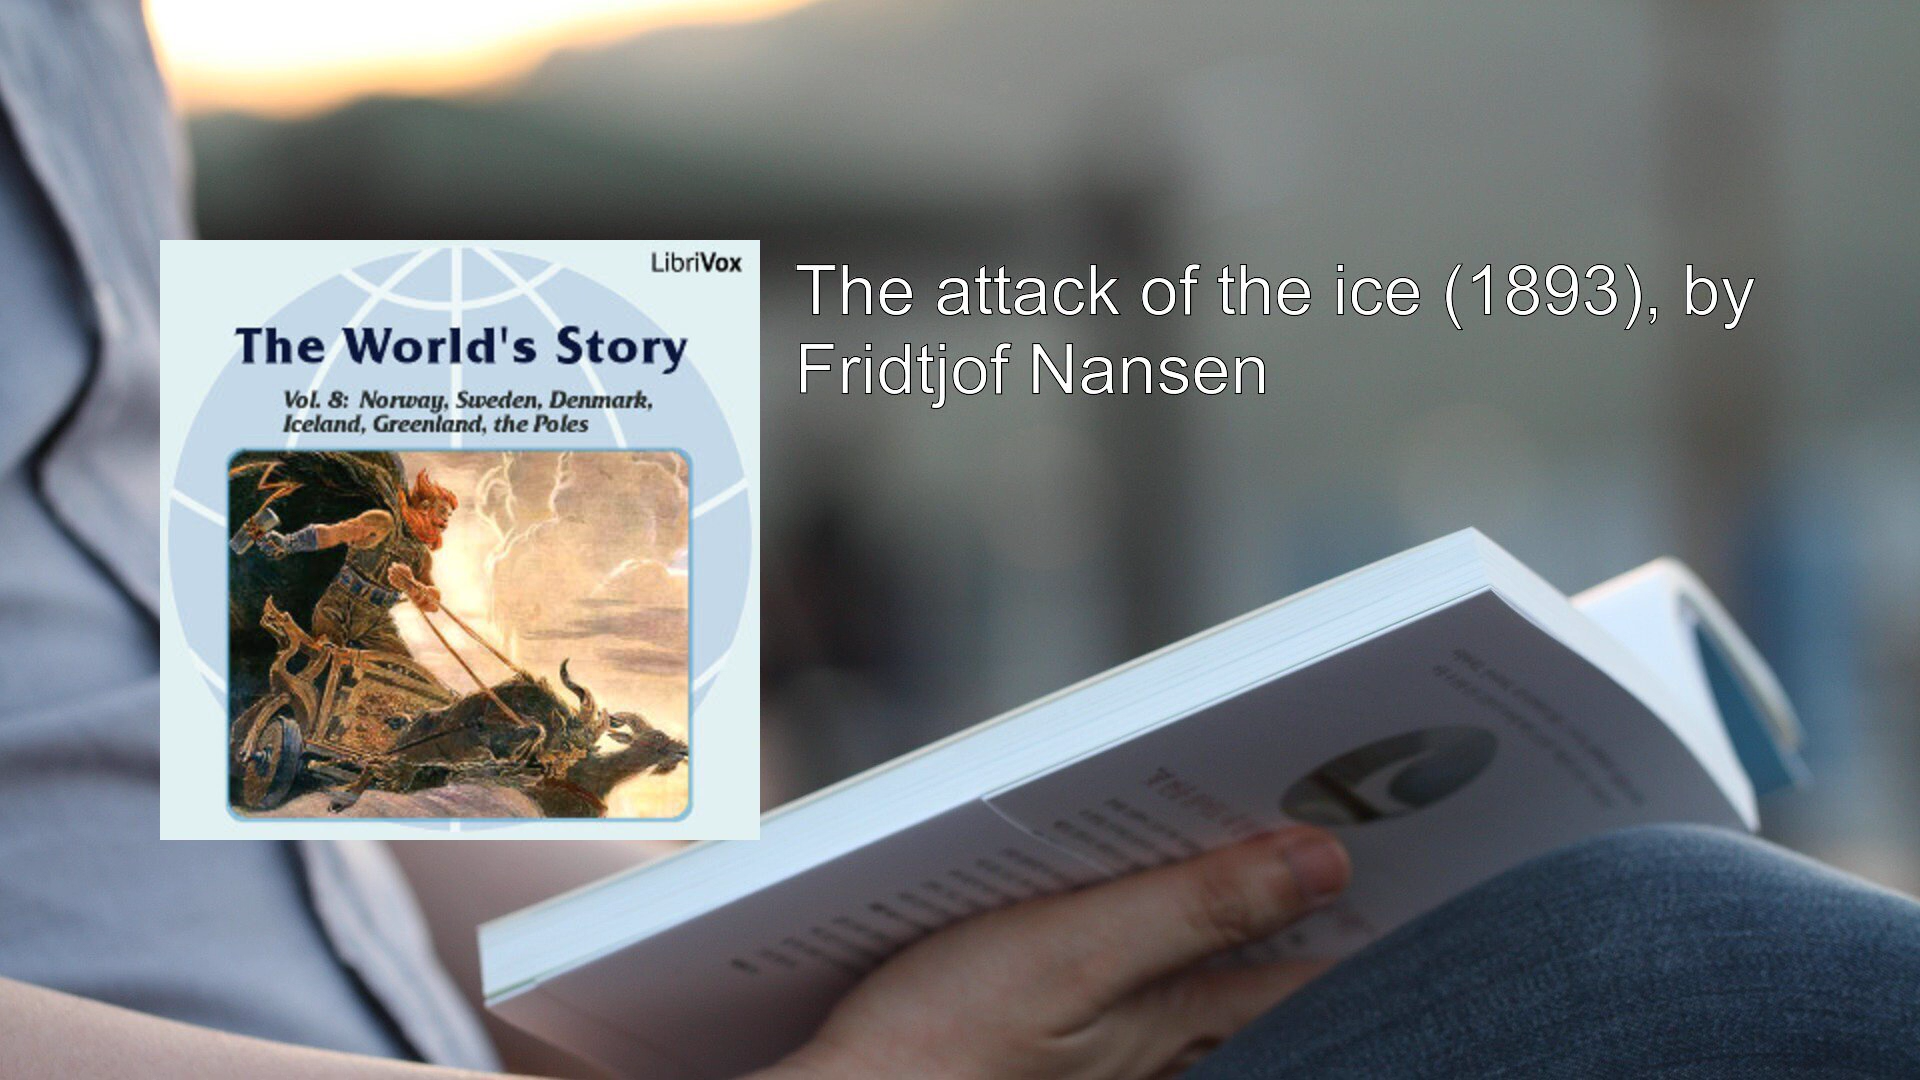 LibriVox
The World's Story
Vol. 8: Norway, Sweden, Denmark,
Iceland, Greenland, the Poles
The attack of the ice (1893), by
Fridtjof Nansen